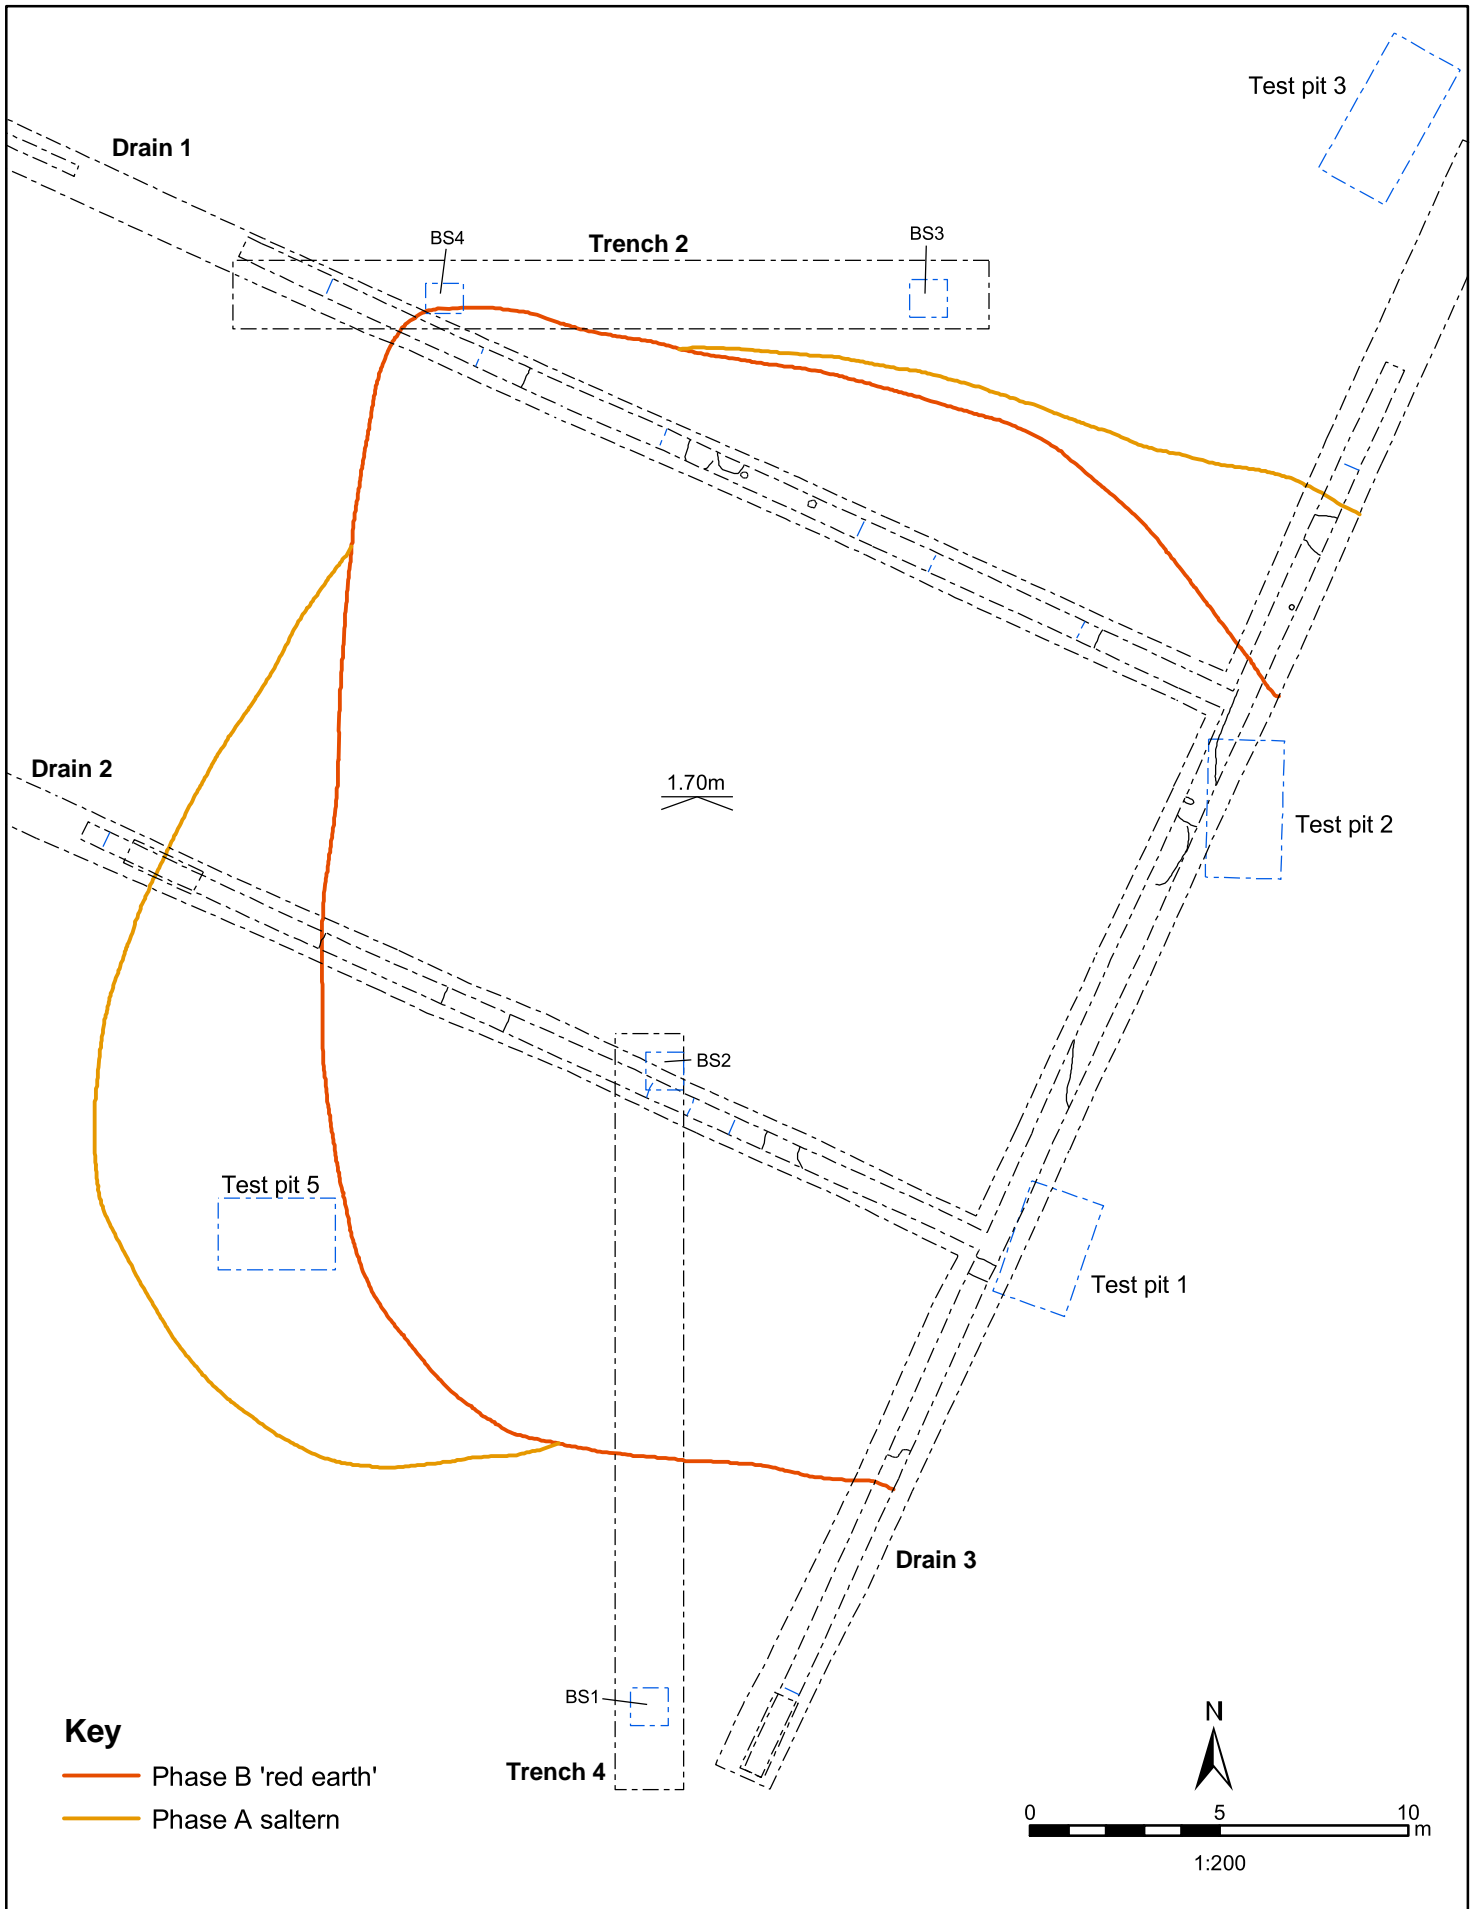 Test pit 3
Drain 1
BS4
Trench 2
BS3
Drain 2
1.70m
Test pit 2
BS2
Test pit 5
Test pit 1
Drain 3
BS1
Trench 4
Key
Phase B 'red earth'
Phase A saltern
N
0 5 10
m
1:200